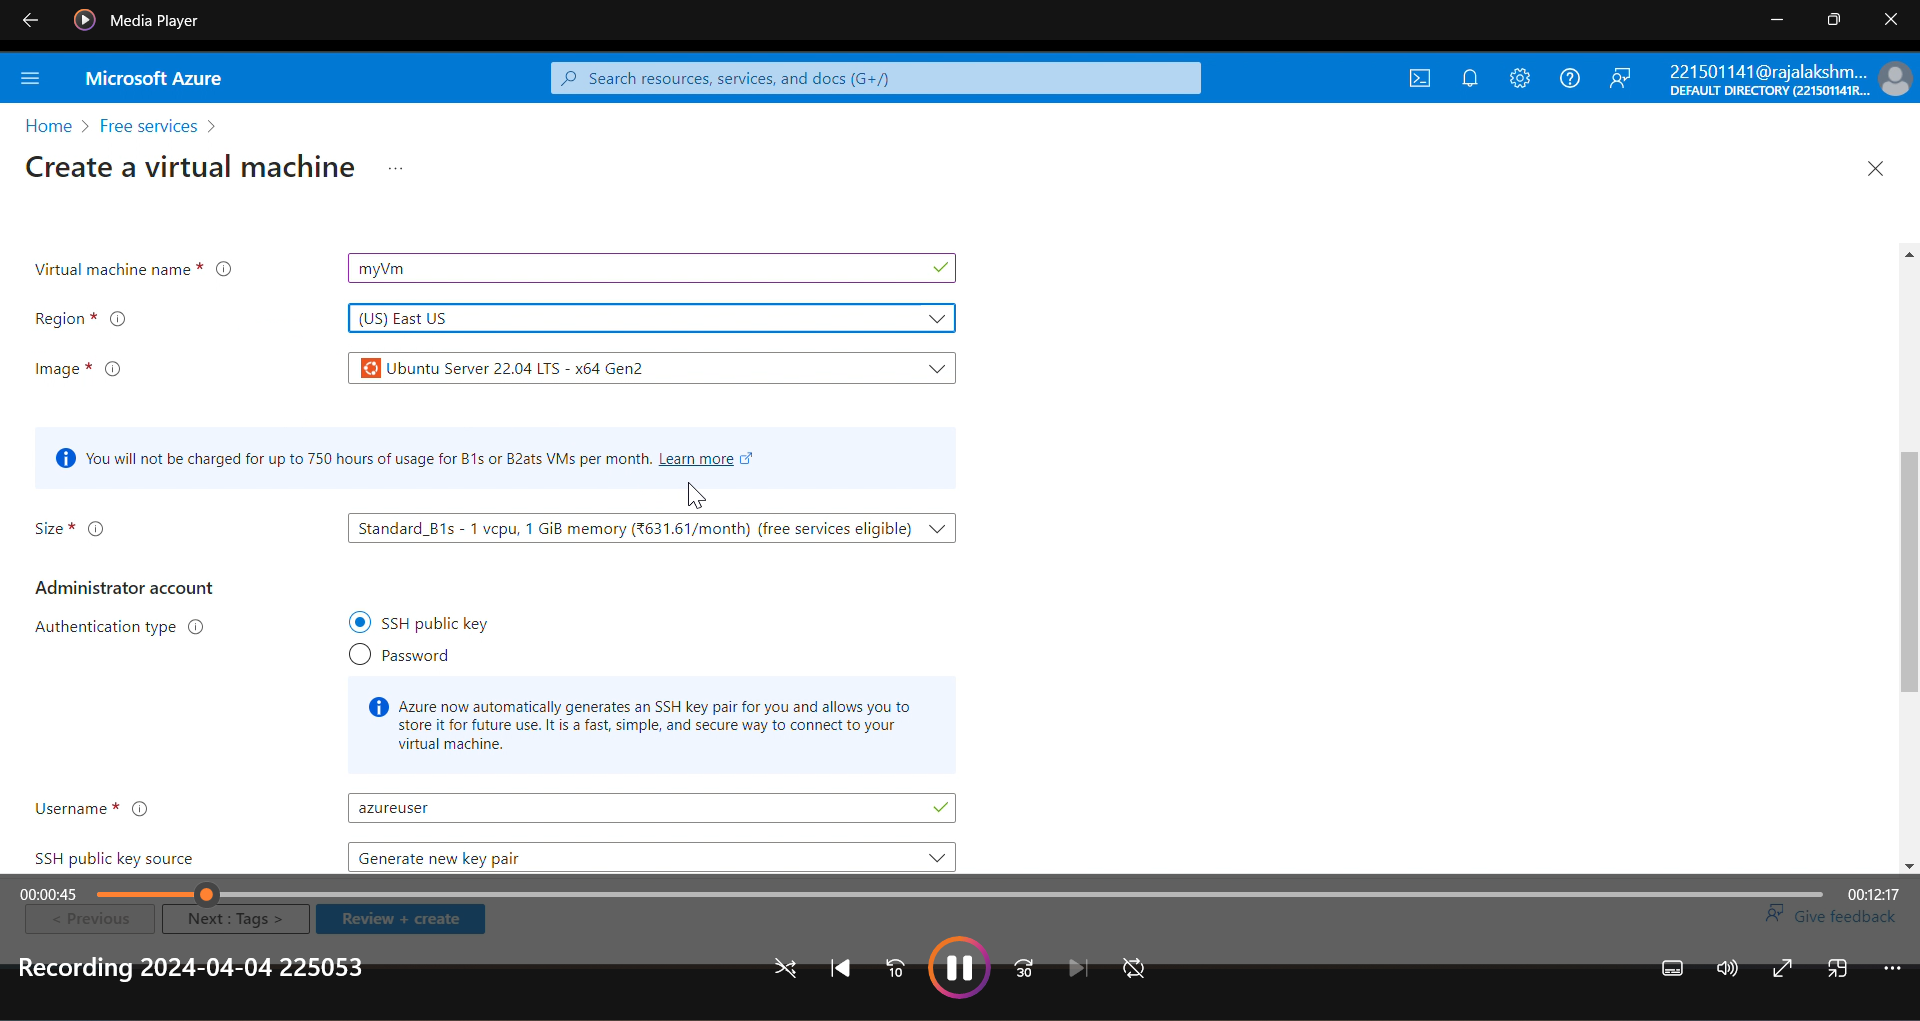 Media Player
Microsoft Azure
Search resources, services, and docs (G+/)
221501141@rajalakshm...
DEFAULT DIRECTORY (221501141R...
Home > Free services >
Create a virtual machine ...
Virtual machine name *
myVm
Region *
(US) East US
Image *
Ubuntu Server 22.04 LTS - x64 Gen2
You will not be charged for up to 750 hours of usage for B1s or B2ats VMs per month. Learn more
Size *
Standard_B1s - 1 vcpu, 1 GiB memory (₹631.61/month) (free services eligible)
Administrator account
Authentication type
SSH public key
Password
Azure now automatically generates an SSH key pair for you and allows you to
store it for future use. It is a fast, simple, and secure way to connect to your
virtual machine.
Username *
azureuser
SSH public key source
Generate new key pair
00:00:45
00:12:17
< Previous
Next : Tags >
Review + create
Give feedback
Recording 2024-04-04 225053
10
30